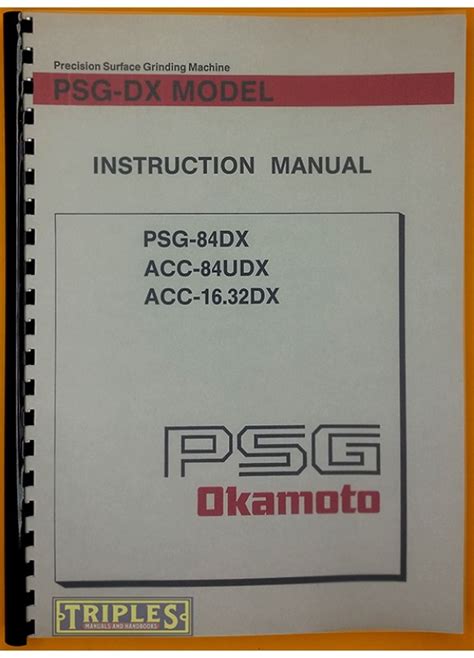 Precision Surface Grinding Machine
PSG-DX MODEL
INSTRUCTION MANUAL
PSG-84DX
ACC-84UDX
ACC-16.32DX
PSG
Okamoto
TRIPLES
MANUALS AND HANDBOOKS